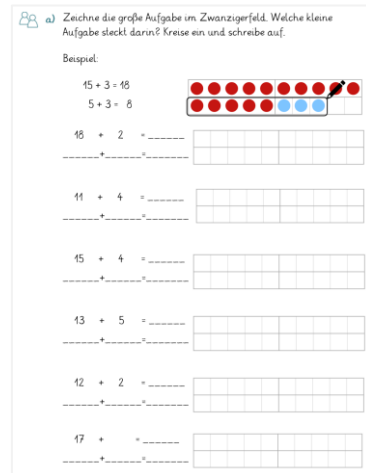 a) Zeichne die große Aufgabe im Zwanzigerfeld. Welche kleine
Aufgabe steckt darin? Kreise ein und schreibe auf.
Beispiel:
15 + 3 = 18
5 + 3 = 8
18 + 2 = ______
______+______=______
11 + 4 = ______
______+______=______
15 + 4 = ______
______+______=______
13 + 5 = ______
______+______=______
12 + 2 = ______
______+______=______
17 + = ______
______+______=______